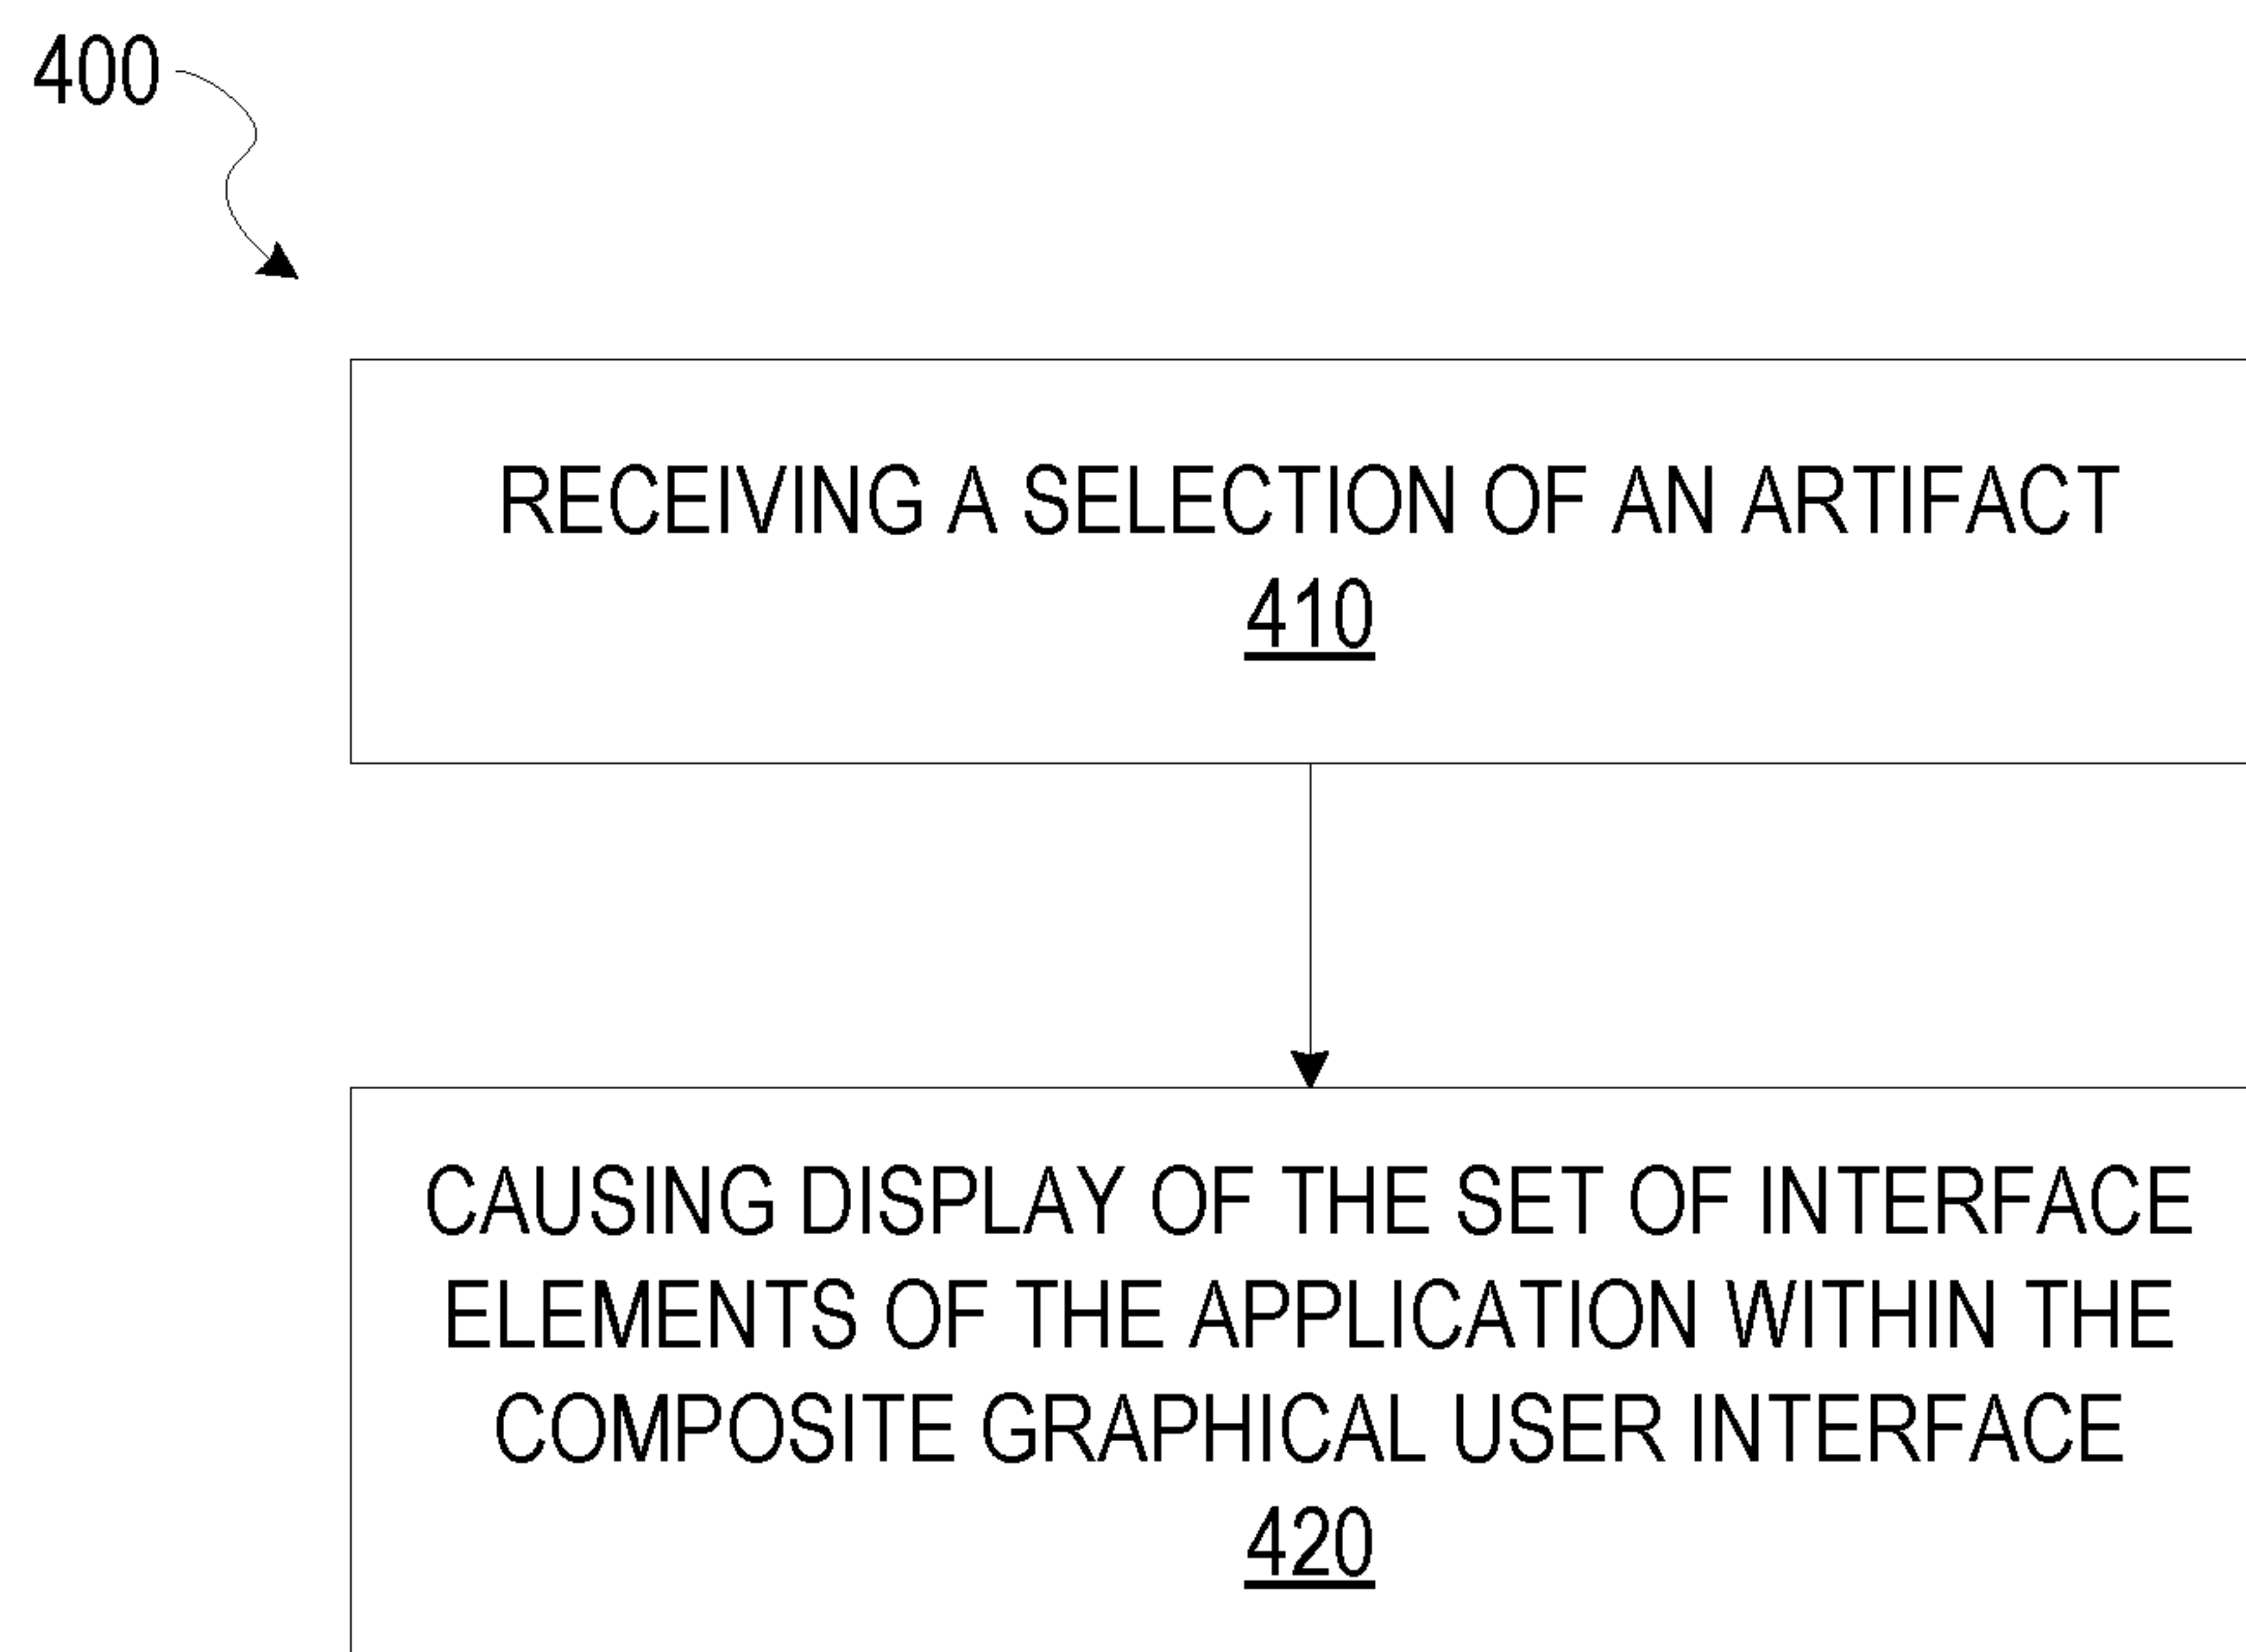 400
RECEIVING A SELECTION OF AN ARTIFACT
410
CAUSING DISPLAY OF THE SET OF INTERFACE
ELEMENTS OF THE APPLICATION WITHIN THE
COMPOSITE GRAPHICAL USER INTERFACE
420